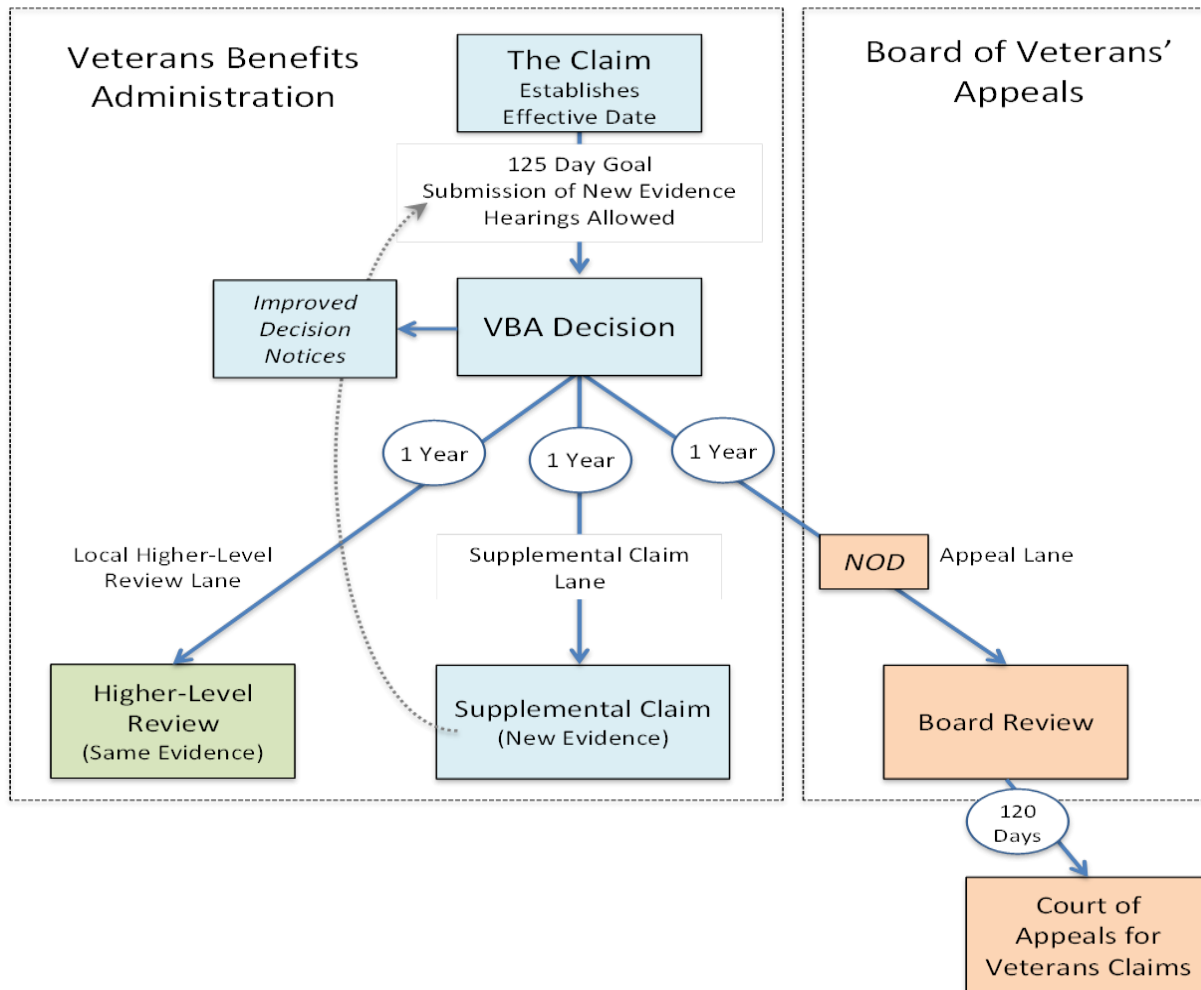 Veterans Benefits
Administration
The Claim
Establishes
Effective Date
Board of Veterans’
Appeals
125 Day Goal
Submission of New Evidence
Hearings Allowed
Improved
Decision
Notices
VBA Decision
1 Year
1 Year
1 Year
Local Higher-Level
Review Lane
Supplemental Claim
Lane
NOD
Appeal Lane
Higher-Level
Review
(Same Evidence)
Supplemental Claim
(New Evidence)
Board Review
120
Days
Court of
Appeals for
Veterans Claims